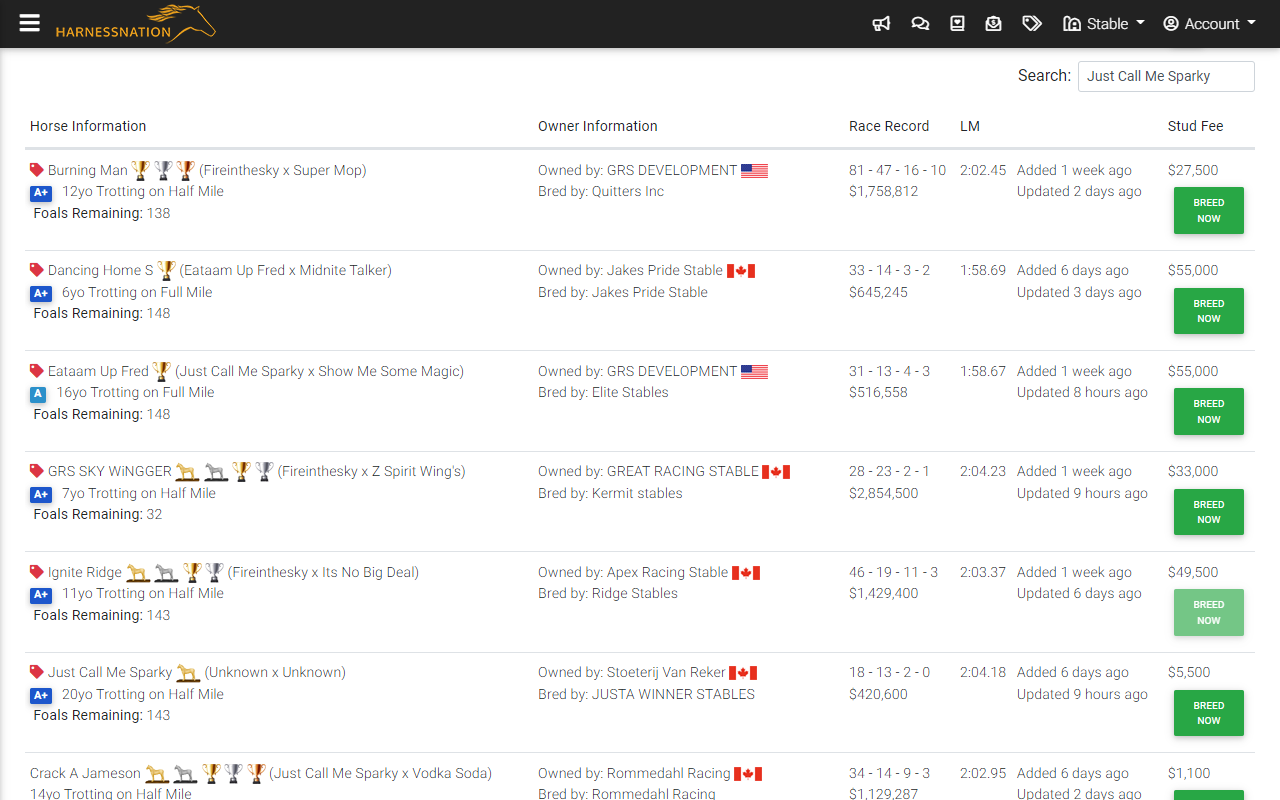 HARNESSNATION
Stable
Account
Search: Just Call Me Sparky
Horse Information Owner Information Race Record LM Stud Fee
Burning Man (Fireinthesky x Super Mop) Owned by: GRS DEVELOPMENT 81 - 47 - 16 - 10 2:02.45 Added 1 week ago $27,500
A+ 12yo Trotting on Half Mile Bred by: Quitters Inc $1,758,812 Updated 2 days ago
Foals Remaining: 138
BREED
NOW
Dancing Home S (Eataam Up Fred x Midnite Talker) Owned by: Jakes Pride Stable 33 - 14 - 3 - 2 1:58.69 Added 6 days ago $55,000
A+ 6yo Trotting on Full Mile Bred by: Jakes Pride Stable $645,245 Updated 3 days ago
Foals Remaining: 148
BREED
NOW
Eataam Up Fred (Just Call Me Sparky x Show Me Some Magic) Owned by: GRS DEVELOPMENT 31 - 13 - 4 - 3 1:58.67 Added 1 week ago $55,000
A 16yo Trotting on Full Mile Bred by: Elite Stables $516,558 Updated 8 hours ago
Foals Remaining: 148
BREED
NOW
GRS SKY WiNGGER (Fireinthesky x Z Spirit Wing's) Owned by: GREAT RACING STABLE 28 - 23 - 2 - 1 2:04.23 Added 1 week ago $33,000
A+ 7yo Trotting on Half Mile Bred by: Kermit stables $2,854,500 Updated 9 hours ago
Foals Remaining: 32
BREED
NOW
Ignite Ridge (Fireinthesky x Its No Big Deal) Owned by: Apex Racing Stable 46 - 19 - 11 - 3 2:03.37 Added 1 week ago $49,500
A+ 11yo Trotting on Half Mile Bred by: Ridge Stables $1,429,400 Updated 6 days ago
Foals Remaining: 143
BREED
NOW
Just Call Me Sparky (Unknown x Unknown) Owned by: Stoeterij Van Reker 18 - 13 - 2 - 0 2:04.18 Added 6 days ago $5,500
A+ 20yo Trotting on Half Mile Bred by: JUSTA WINNER STABLES $420,600 Updated 9 hours ago
Foals Remaining: 143
BREED
NOW
Crack A Jameson (Just Call Me Sparky x Vodka Soda) Owned by: Rommedahl Racing 34 - 14 - 9 - 3 2:02.95 Added 6 days ago $1,100
14yo Trotting on Half Mile Bred by: Rommedahl Racing $1,129,287 Updated 2 days ago